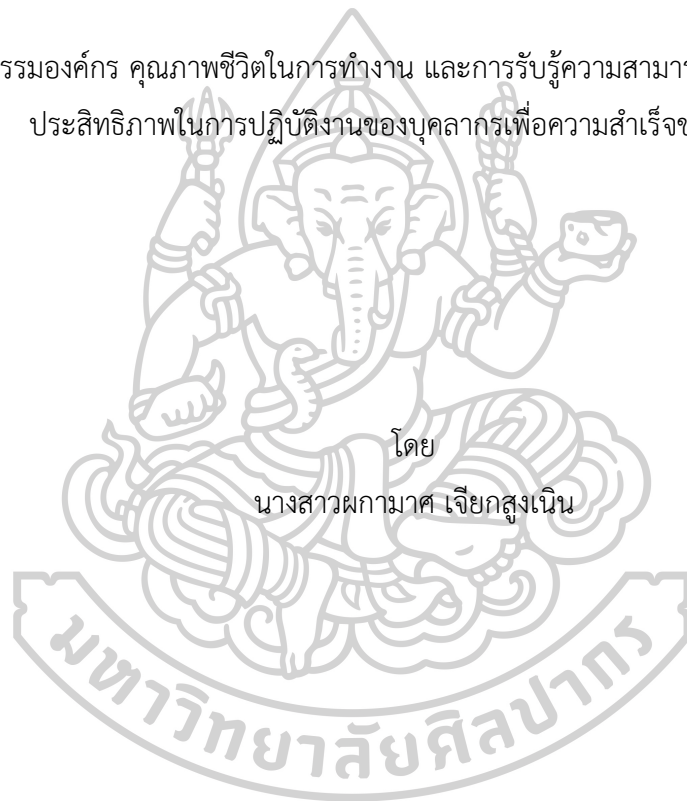 รรมองค์กร คุณภาพชีวิตในการทำงาน และการรับรู้ความสามาร
ประสิทธิภาพในการปฏิบัติงานของบุคลากรเพื่อความสำเร็จข
โดย
นางสาวผกามาศ เจียกสูงเนิน
มหาวิทยาลัยศิลปากร